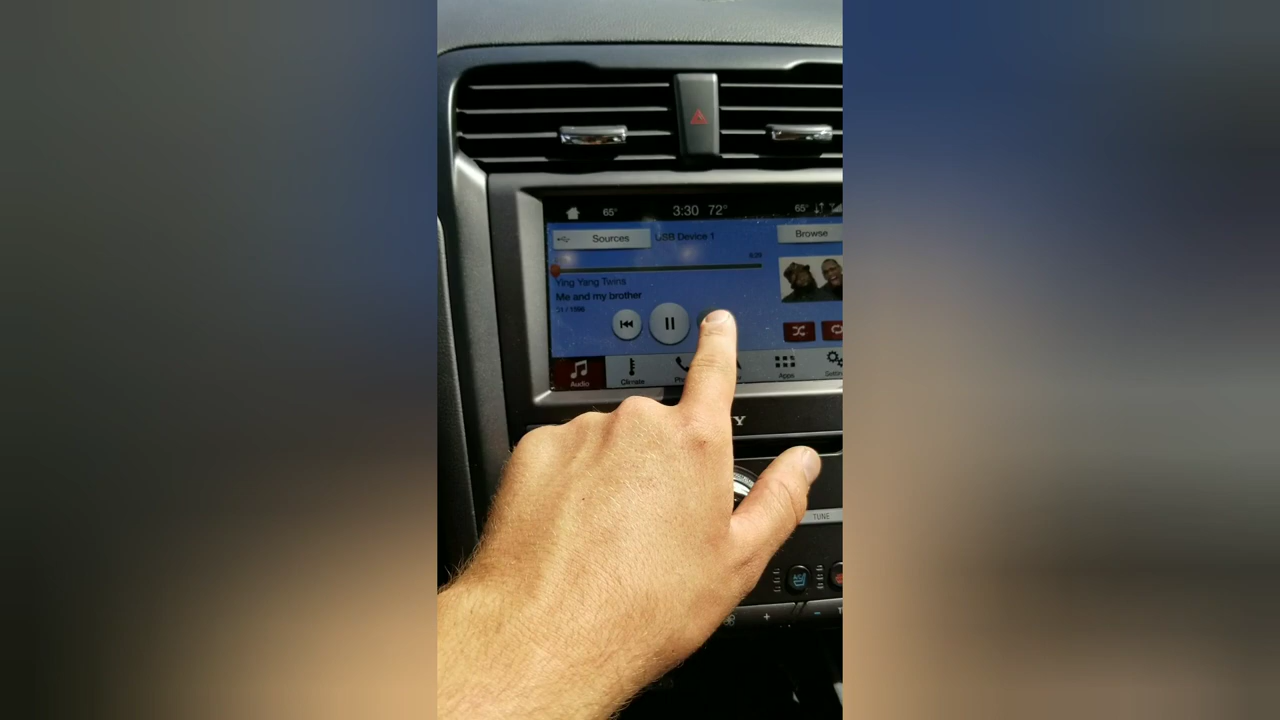 65° 3:30 72° 65°
Sources USB Device 1 Browse
Ying Yang Twins
Me and my brother
Audio Climate Apps
TUNE